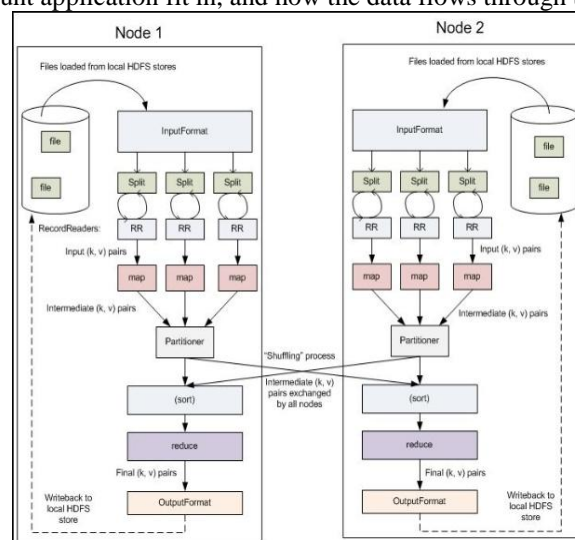 unt application fit in, and how the data flows through
Node 1
Files loaded from local HDFS stores
InputFormat
file
file
Split
Split
Split
RecordReaders:
RR
RR
RR
Input (k, v) pairs
map
map
map
Intermediate (k, v) pairs
Partitioner
(sort)
reduce
Final (k, v) pairs
Writeback to
local HDFS
store
OutputFormat
"Shuffling" process
Intermediate (k, v)
pairs exchanged
by all nodes
Node 2
Files loaded from local HDFS stores
InputFormat
file
file
Split
Split
Split
RR
RR
RR
Input (k, v) pairs
map
map
map
Intermediate (k, v) pairs
Partitioner
(sort)
reduce
Final (k, v) pairs
Writeback to
local HDFS
store
OutputFormat